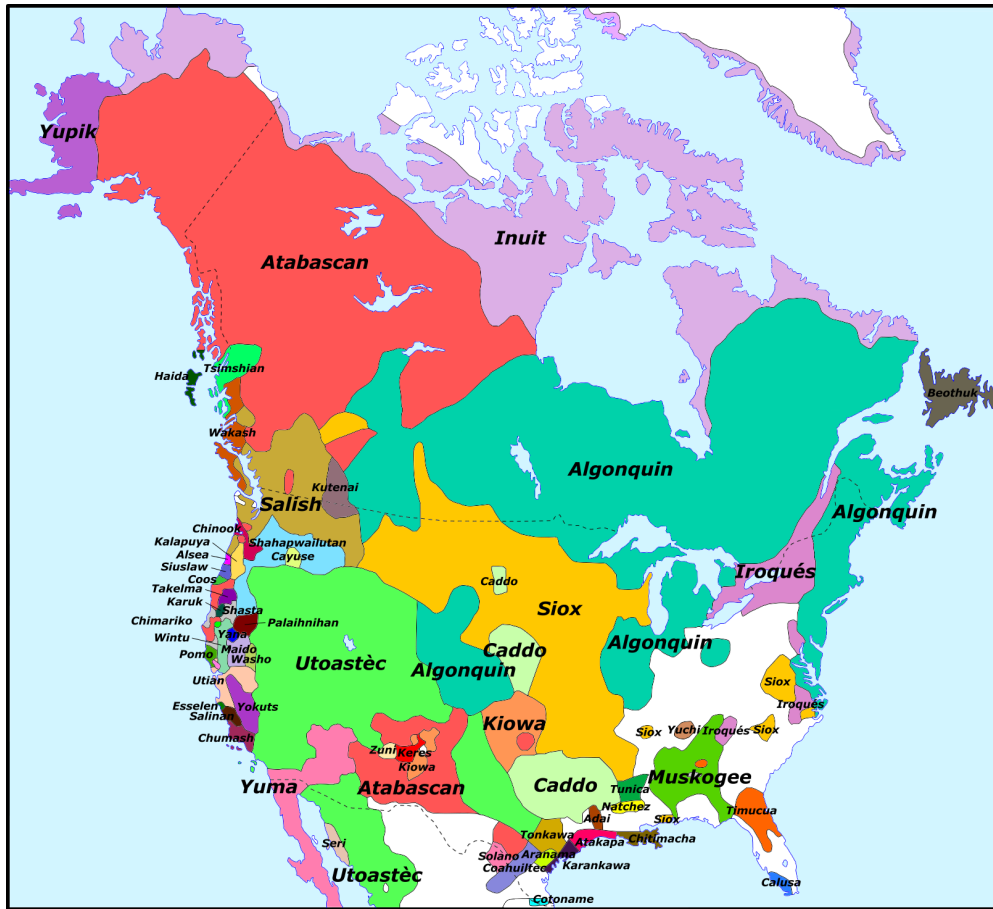 Yupik
Inuit
Atabascan
Tsimshian
Haida
Beothuk
Wakash
Algonquin
Kutenai
Salish
Algonquin
Chinook
Kalapuya
Shahapwailutan
Alsea
Cayuse
Siuslaw
Iroqués
Coos
Caddo
Takelma
Karuk
Shasta
Siox
Chimariko
Palaihnihan
Wintu
Yana
Algonquin
Maido
Caddo
Pomo
Washo
Utoastèc
Algonquin
Utian
Siox
Esselen
Yokuts
Iroqués
Salinan
Kiowa
Chumash
Siox
Yuchi
Iroqués
Siox
Zuni
Keres
Kiowa
Muskogee
Yuma
Atabascan
Caddo
Tunica
Natchez
Timucua
Adai
Siox
Tonkawa
Seri
Atakapa
Chitimacha
Solano
Aranama
Coahuiltec
Karankawa
Utoastèc
Calusa
Cotoname